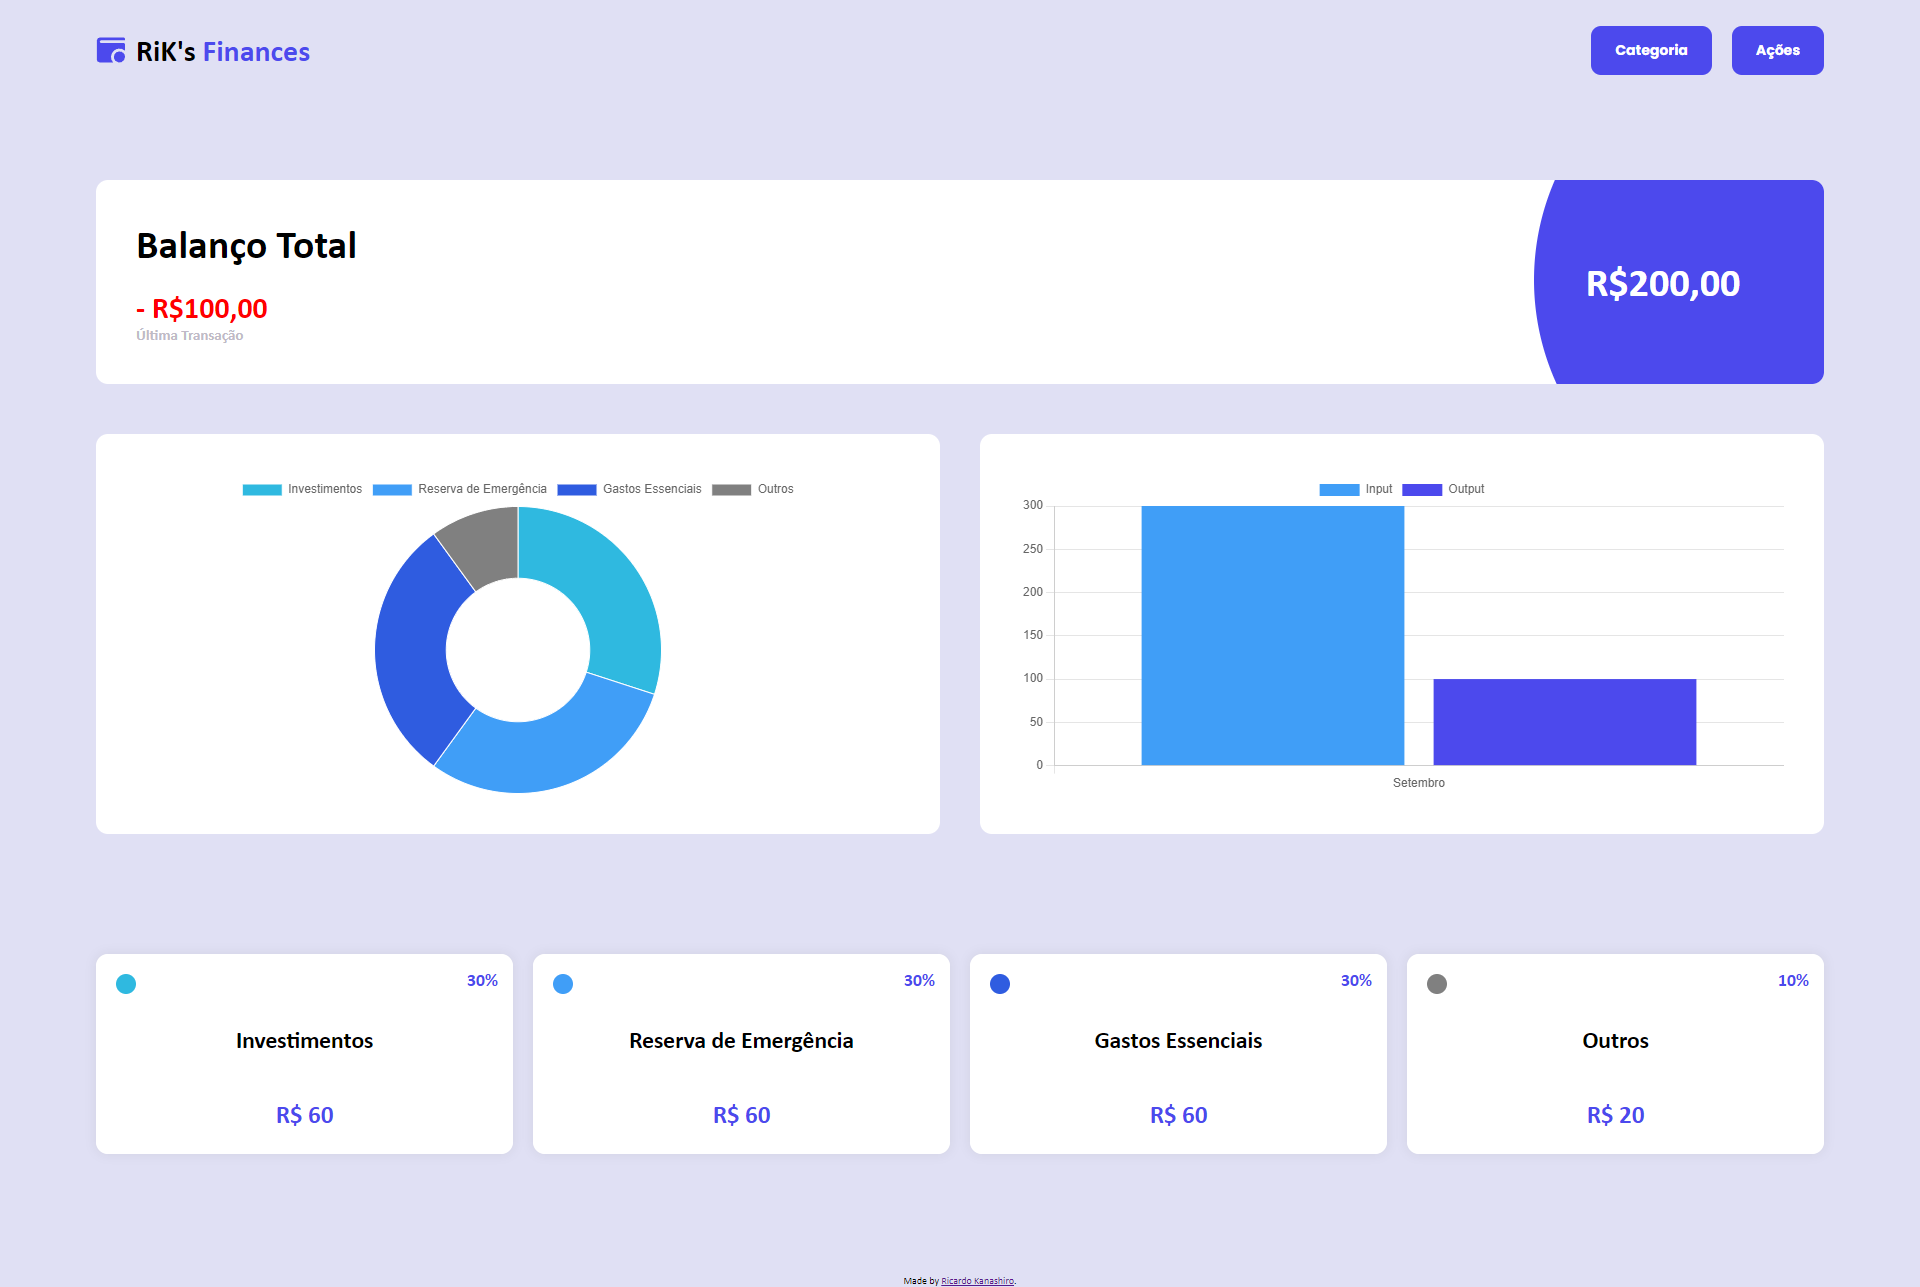 RiK's Finances
Categoria
Ações
Balanço Total
- R$100,00
Última Transação
R$200,00
Investimentos Reserva de Emergência Gastos Essenciais Outros
Input Output
300
250
200
150
100
50
0
Setembro
30%
Investimentos
R$ 60
30%
Reserva de Emergência
R$ 60
30%
Gastos Essenciais
R$ 60
10%
Outros
R$ 20
Made by Ricardo Kanashiro.